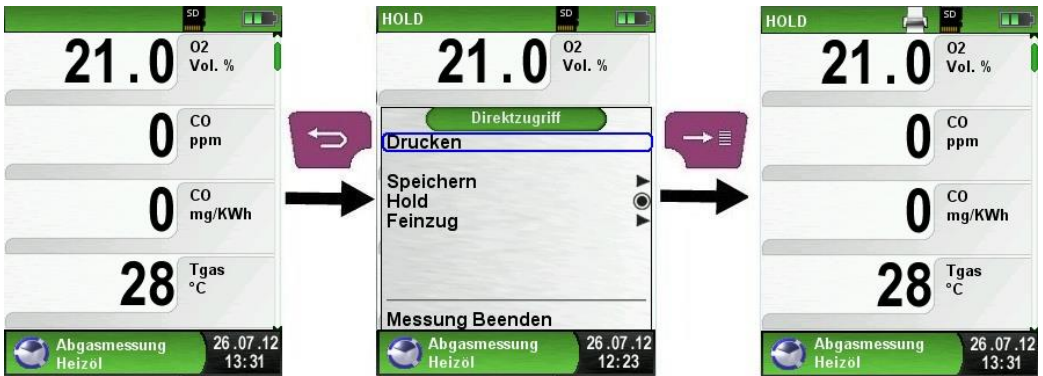 SD
21.0
O2
Vol. %
0
CO
ppm
0
CO
mg/KWh
28
Tgas
°C
Abgasmessung
Heizöl
26.07.12
13:31
HOLD
SD
21.0
O2
Vol. %
Direktzugriff
Drucken
Speichern
Hold
Feinzug
Messung Beenden
Abgasmessung
Heizöl
26.07.12
12:23
HOLD
SD
21.0
O2
Vol. %
0
CO
ppm
0
CO
mg/KWh
28
Tgas
°C
Abgasmessung
Heizöl
26.07.12
13:31